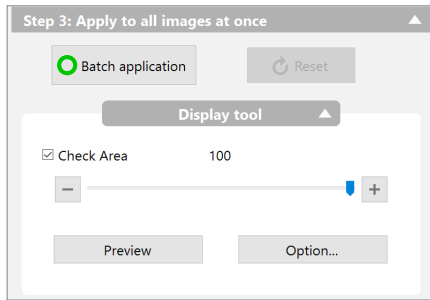 Step 3: Apply to all images at once
Batch application
Reset
Display tool
Check Area
100
Preview
Option...